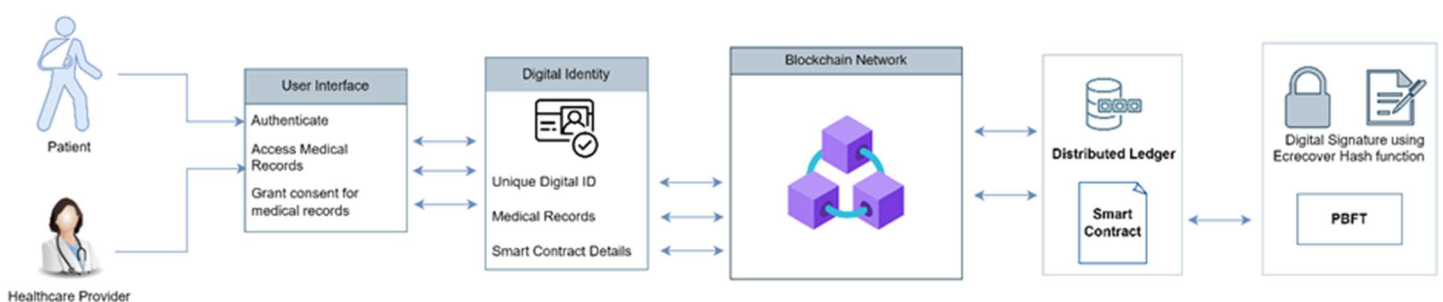 Patient
Healthcare Provider
User Interface
Authenticate
Access Medical
Records
Grant consent for
medical records
Digital Identity
Unique Digital ID
Medical Records
Smart Contract Details
Blockchain Network
Distributed Ledger
Smart
Contract
Digital Signature using
Ecrecover Hash function
PBFT